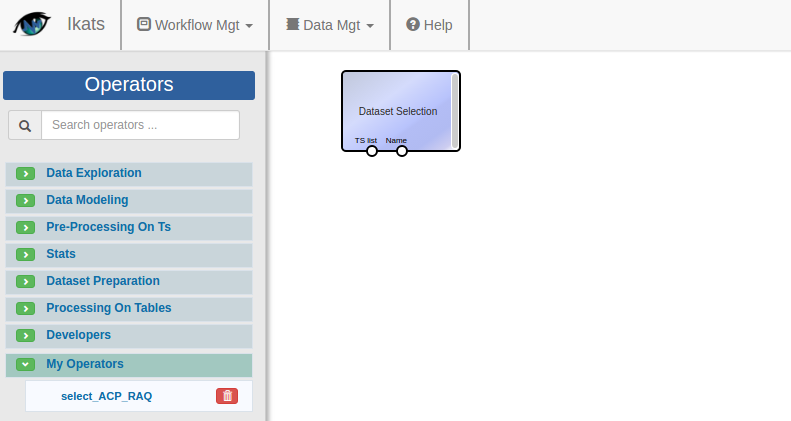 Ikats Workflow Mgt Data Mgt Help
Operators
Search operators ...
Data Exploration
Data Modeling
Pre-Processing On Ts
Stats
Dataset Preparation
Processing On Tables
Developers
My Operators
select_ACP_RAQ
Dataset Selection
TS list Name